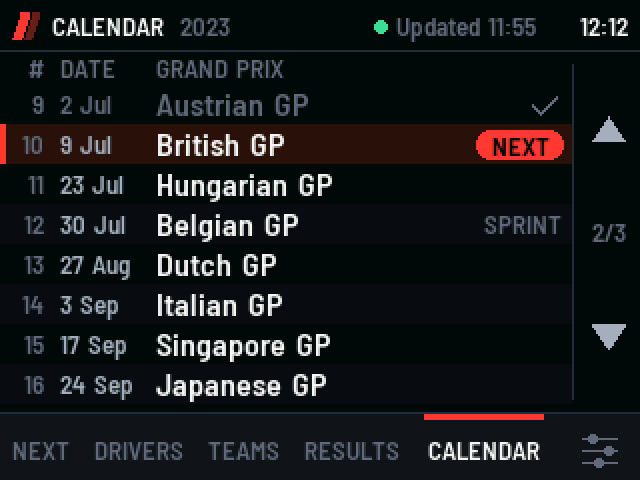 CALENDAR 2023 Updated 11:55 12:12
# DATE GRAND PRIX
9 2 Jul Austrian GP
10 9 Jul British GP NEXT
11 23 Jul Hungarian GP
12 30 Jul Belgian GP SPRINT
2/3
13 27 Aug Dutch GP
14 3 Sep Italian GP
15 17 Sep Singapore GP
16 24 Sep Japanese GP
NEXT DRIVERS TEAMS RESULTS CALENDAR